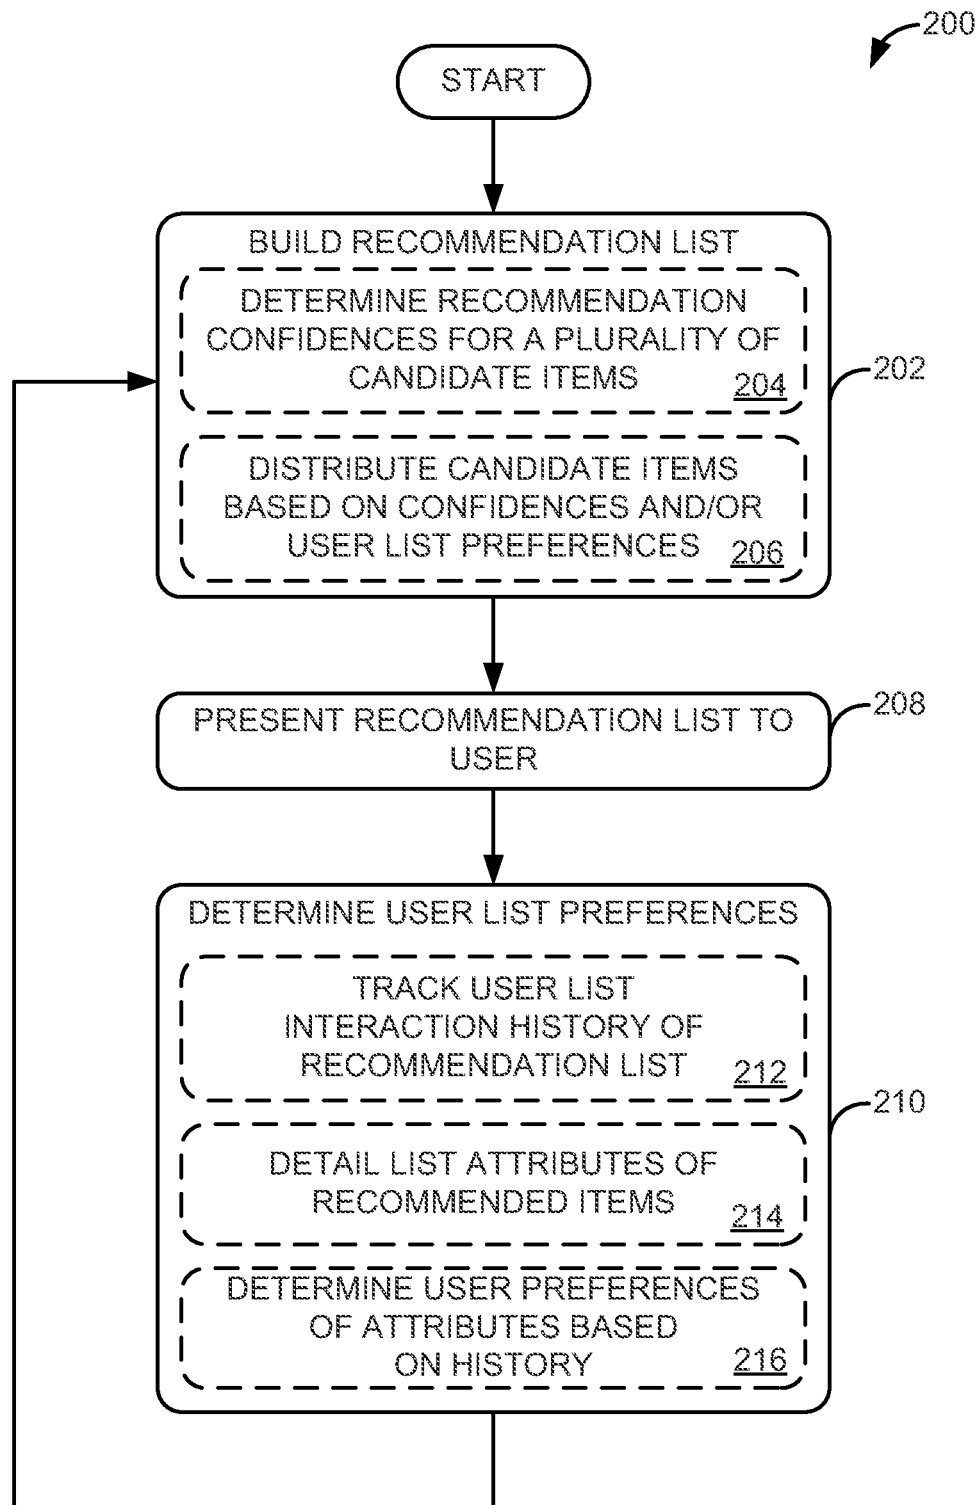 200
START
BUILD RECOMMENDATION LIST
DETERMINE RECOMMENDATION
CONFIDENCES FOR A PLURALITY OF
CANDIDATE ITEMS
204
202
DISTRIBUTE CANDIDATE ITEMS
BASED ON CONFIDENCES AND/OR
USER LIST PREFERENCES
206
PRESENT RECOMMENDATION LIST TO
USER
208
DETERMINE USER LIST PREFERENCES
TRACK USER LIST
INTERACTION HISTORY OF
RECOMMENDATION LIST
212
210
DETAIL LIST ATTRIBUTES OF
RECOMMENDED ITEMS
214
DETERMINE USER PREFERENCES
OF ATTRIBUTES BASED
ON HISTORY
216